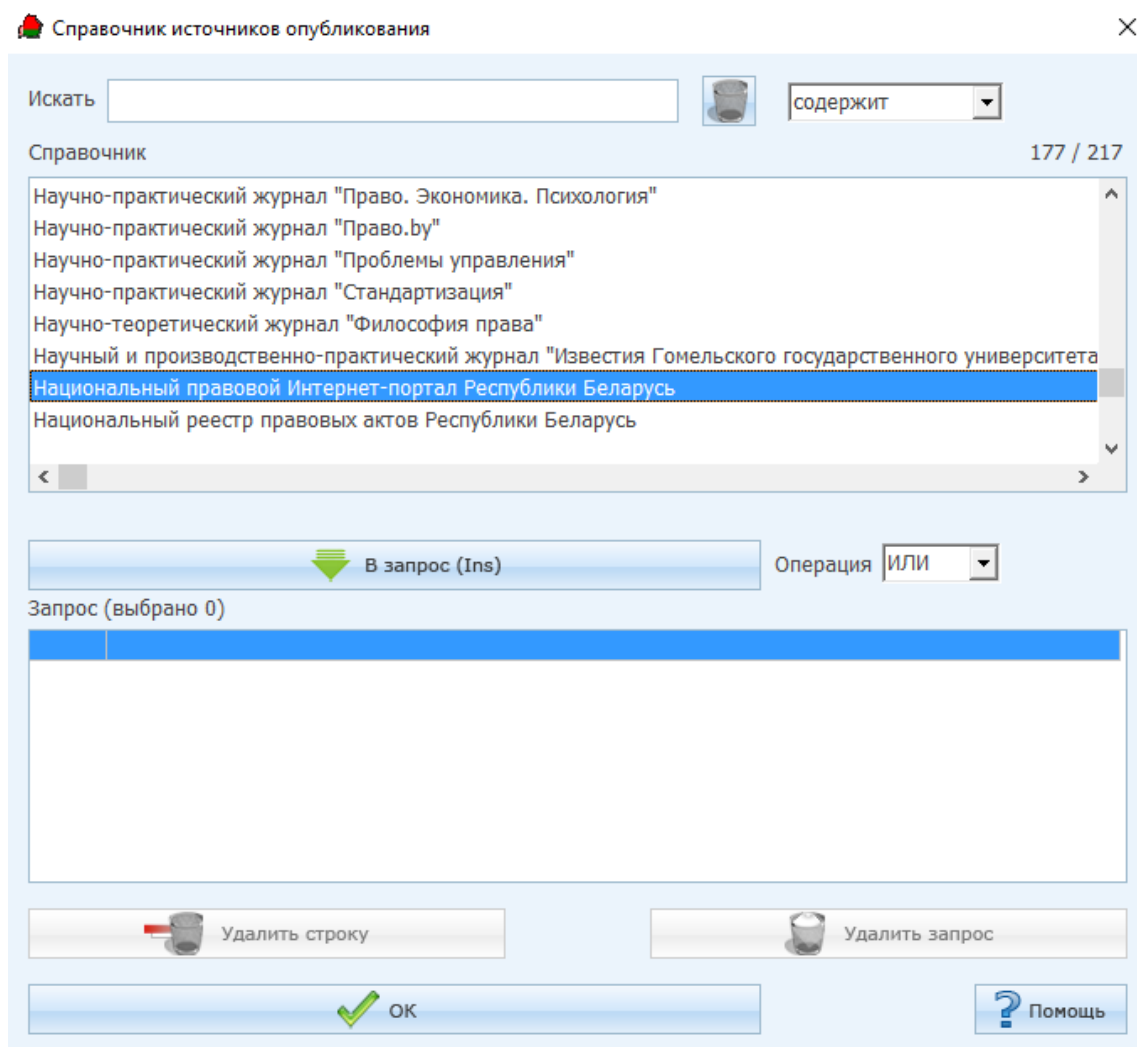 Справочник источников опубликования
Искать
содержит
Справочник 177 / 217
Научно-практический журнал "Право. Экономика. Психология"
Научно-практический журнал "Право.by"
Научно-практический журнал "Проблемы управления"
Научно-практический журнал "Стандартизация"
Научно-теоретический журнал "Философия права"
Научный и производственно-практический журнал "Известия Гомельского государственного университета
Национальный правовой Интернет-портал Республики Беларусь
Национальный реестр правовых актов Республики Беларусь
В запрос (Ins) Операция ИЛИ
Запрос (выбрано 0)
Удалить строку Удалить запрос
ОК Помощь